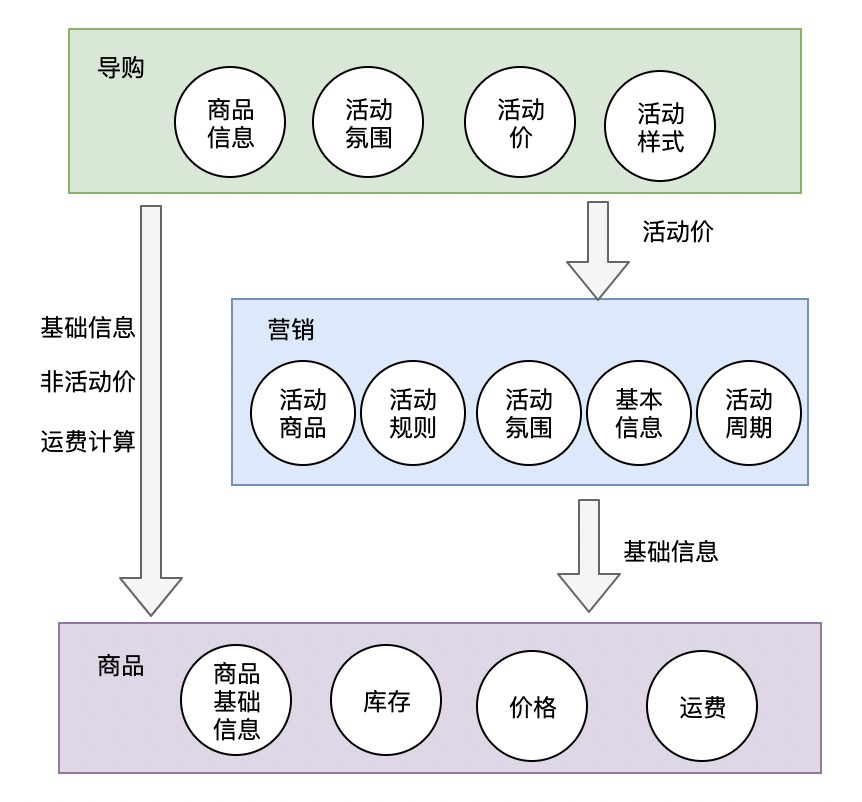 导购
商品
信息
活动
氛围
活动
价
活动
样式
活动价
基础信息
非活动价
运费计算
营销
活动
商品
活动
规则
活动
氛围
基本
信息
活动
周期
基础信息
商品
商品
基础
信息
库存
价格
运费